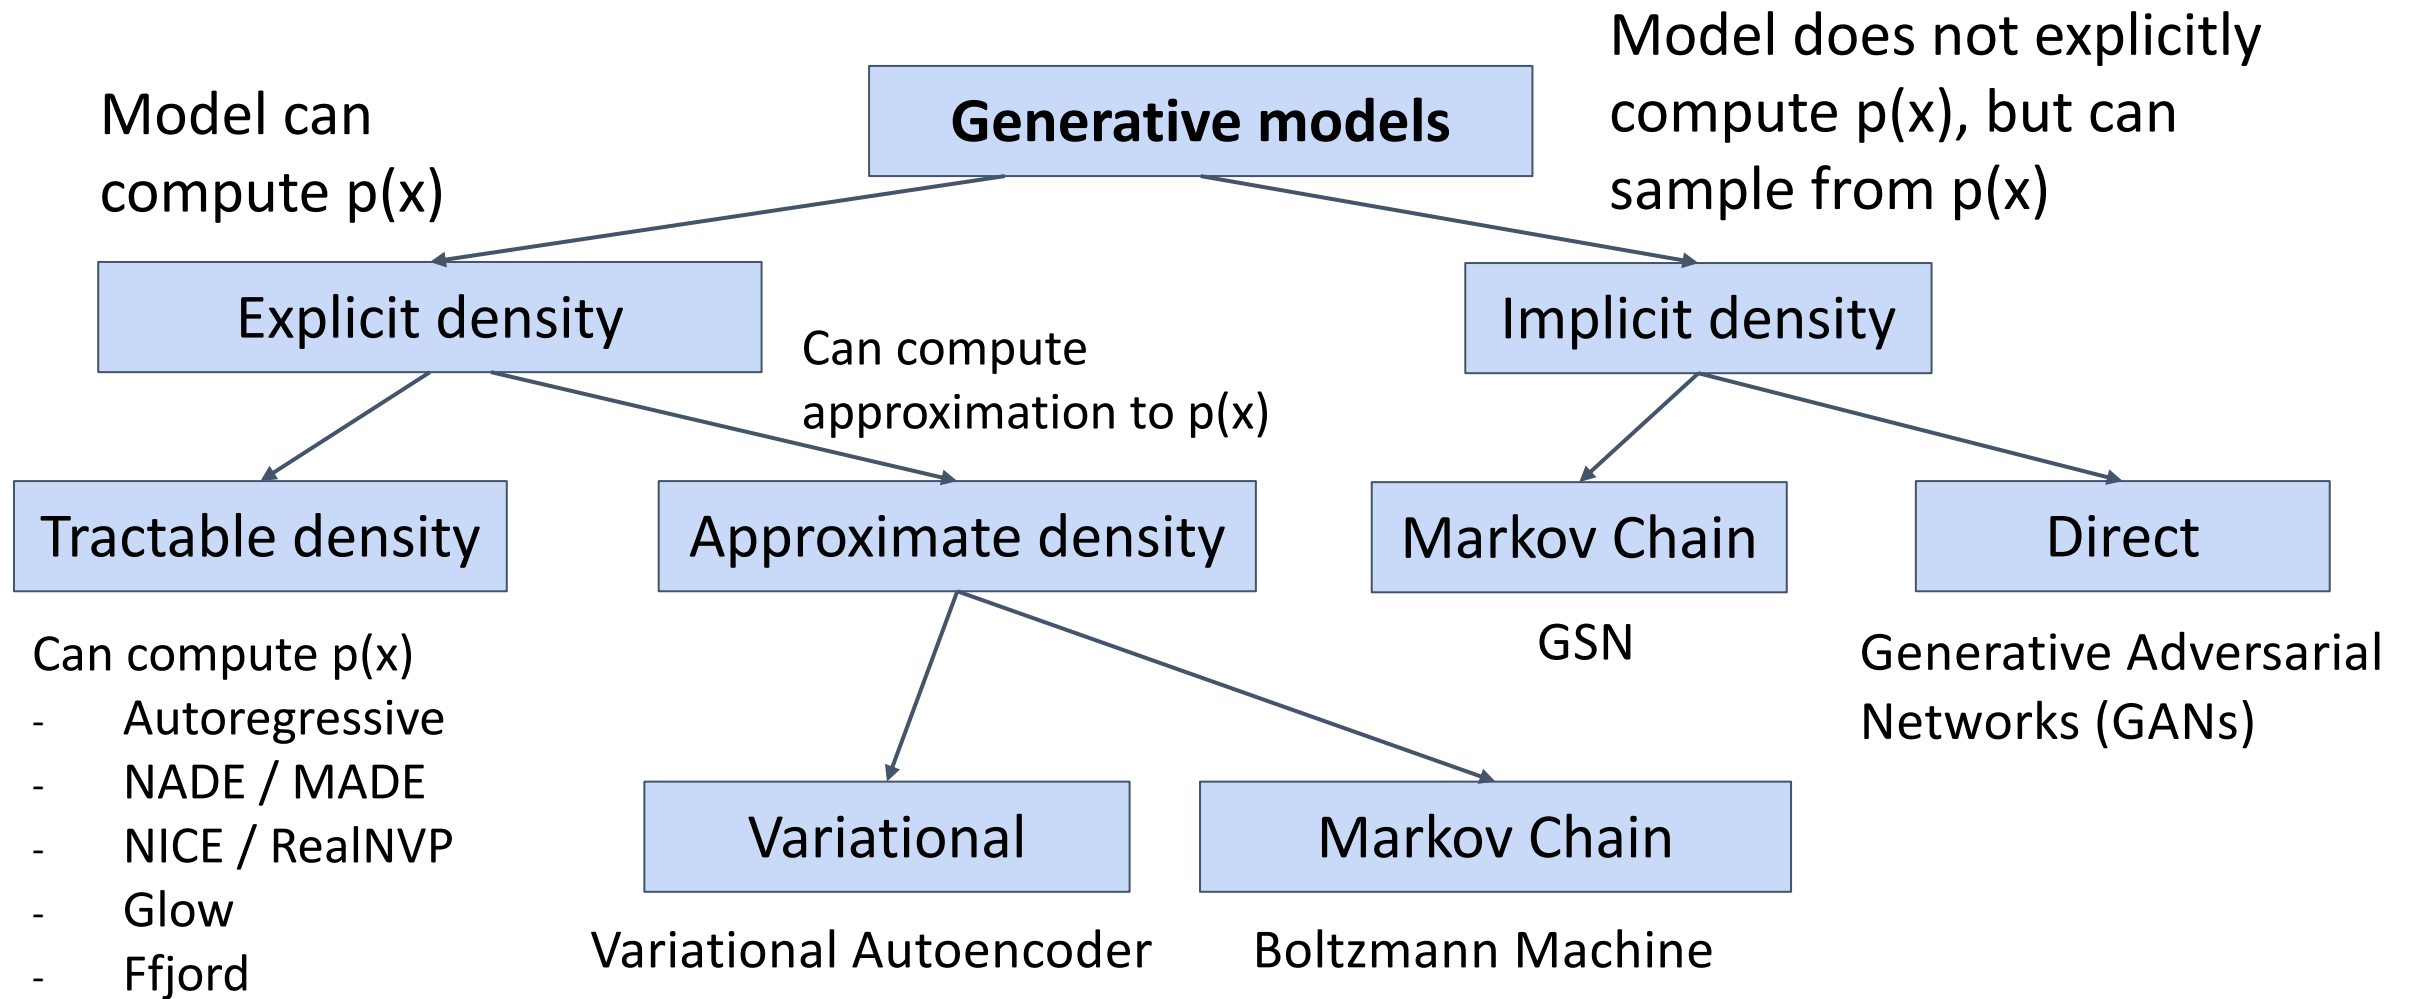 Generative models
Model can
compute p(x)
Model does not explicitly
compute p(x), but can
sample from p(x)
Explicit density
Implicit density
Can compute
approximation to p(x)
Tractable density
Approximate density
Markov Chain
Direct
Can compute p(x)
- Autoregressive
- NADE / MADE
- NICE / RealNVP
- Glow
- Ffjord
GSN
Generative Adversarial
Networks (GANs)
Variational
Markov Chain
Variational Autoencoder
Boltzmann Machine